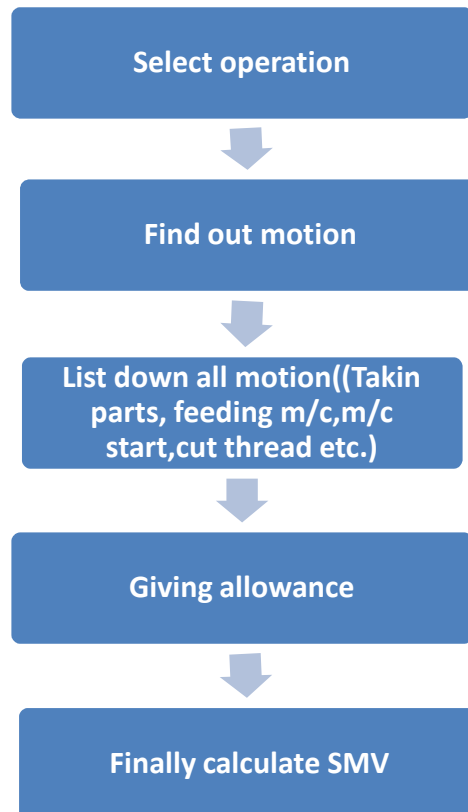 Select operation
Find out motion
List down all motion((Takin
parts, feeding m/c,m/c
start,cut thread etc.)
Giving allowance
Finally calculate SMV